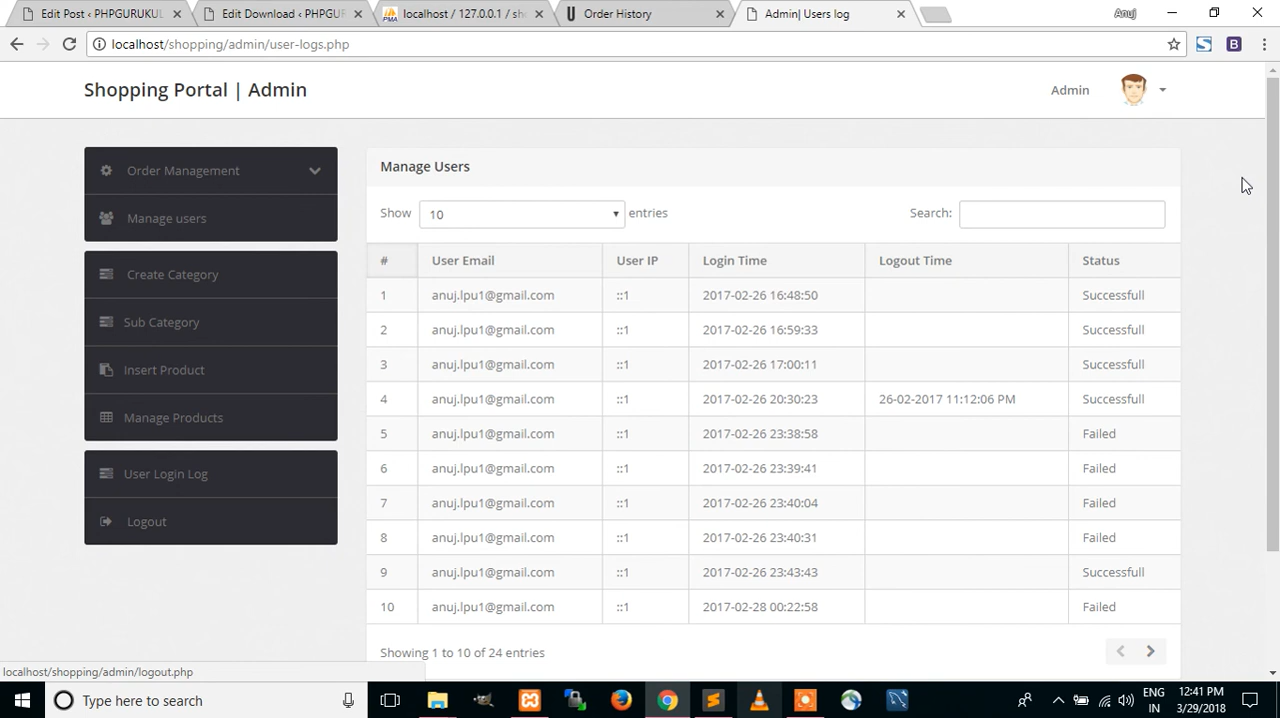 Edit Post ‹ PHPGURUKUL
Edit Download ‹ PHPGUR
localhost / 127.0.0.1 / sho
Order History
Admin| Users log
Anuj
localhost/shopping/admin/user-logs.php
Shopping Portal | Admin
Admin
Order Management
Manage users
Create Category
Sub Category
Insert Product
Manage Products
User Login Log
Logout
Manage Users
Show 10 entries
Search:
# User Email User IP Login Time Logout Time Status
1 anuj.lpu1@gmail.com ::1 2017-02-26 16:48:50 Successfull
2 anuj.lpu1@gmail.com ::1 2017-02-26 16:59:33 Successfull
3 anuj.lpu1@gmail.com ::1 2017-02-26 17:00:11 Successfull
4 anuj.lpu1@gmail.com ::1 2017-02-26 20:30:23 26-02-2017 11:12:06 PM Successfull
5 anuj.lpu1@gmail.com ::1 2017-02-26 23:38:58 Failed
6 anuj.lpu1@gmail.com ::1 2017-02-26 23:39:41 Failed
7 anuj.lpu1@gmail.com ::1 2017-02-26 23:40:04 Failed
8 anuj.lpu1@gmail.com ::1 2017-02-26 23:40:31 Failed
9 anuj.lpu1@gmail.com ::1 2017-02-26 23:43:43 Successfull
10 anuj.lpu1@gmail.com ::1 2017-02-28 00:22:58 Failed
Showing 1 to 10 of 24 entries
localhost/shopping/admin/logout.php
Type here to search
ENG
IN
12:41 PM
3/29/2018